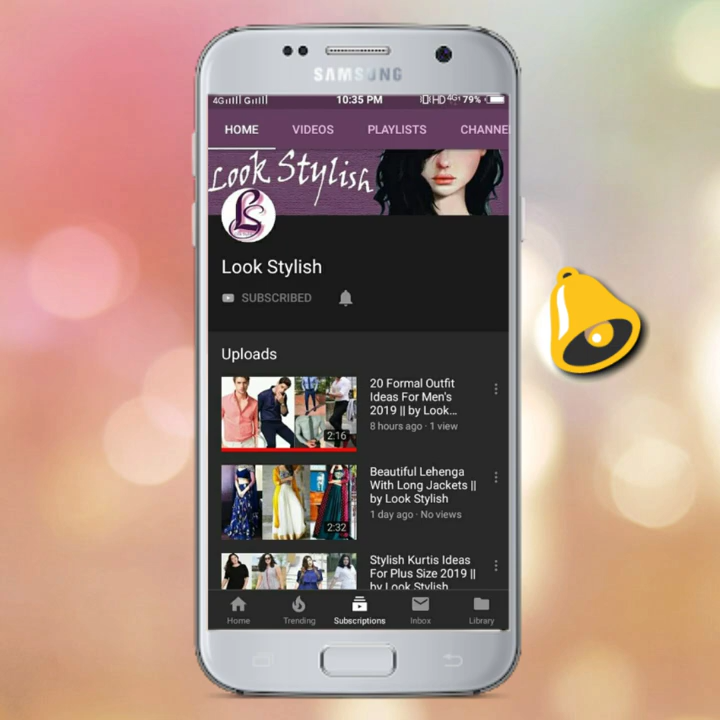 SAMSUNG
4G G 10:35 PM HD 4G+ 79%
HOME VIDEOS PLAYLISTS CHANNE
Look Stylish
LS
Look Stylish
SUBSCRIBED
Uploads
20 Formal Outfit
Ideas For Men's
2019 || by Look...
8 hours ago · 1 view
2:16
Beautiful Lehenga
With Long Jackets ||
by Look Stylish
1 day ago · No views
2:32
Stylish Kurtis Ideas
For Plus Size 2019 ||
by Look Stylish
Home Trending Subscriptions Inbox Library